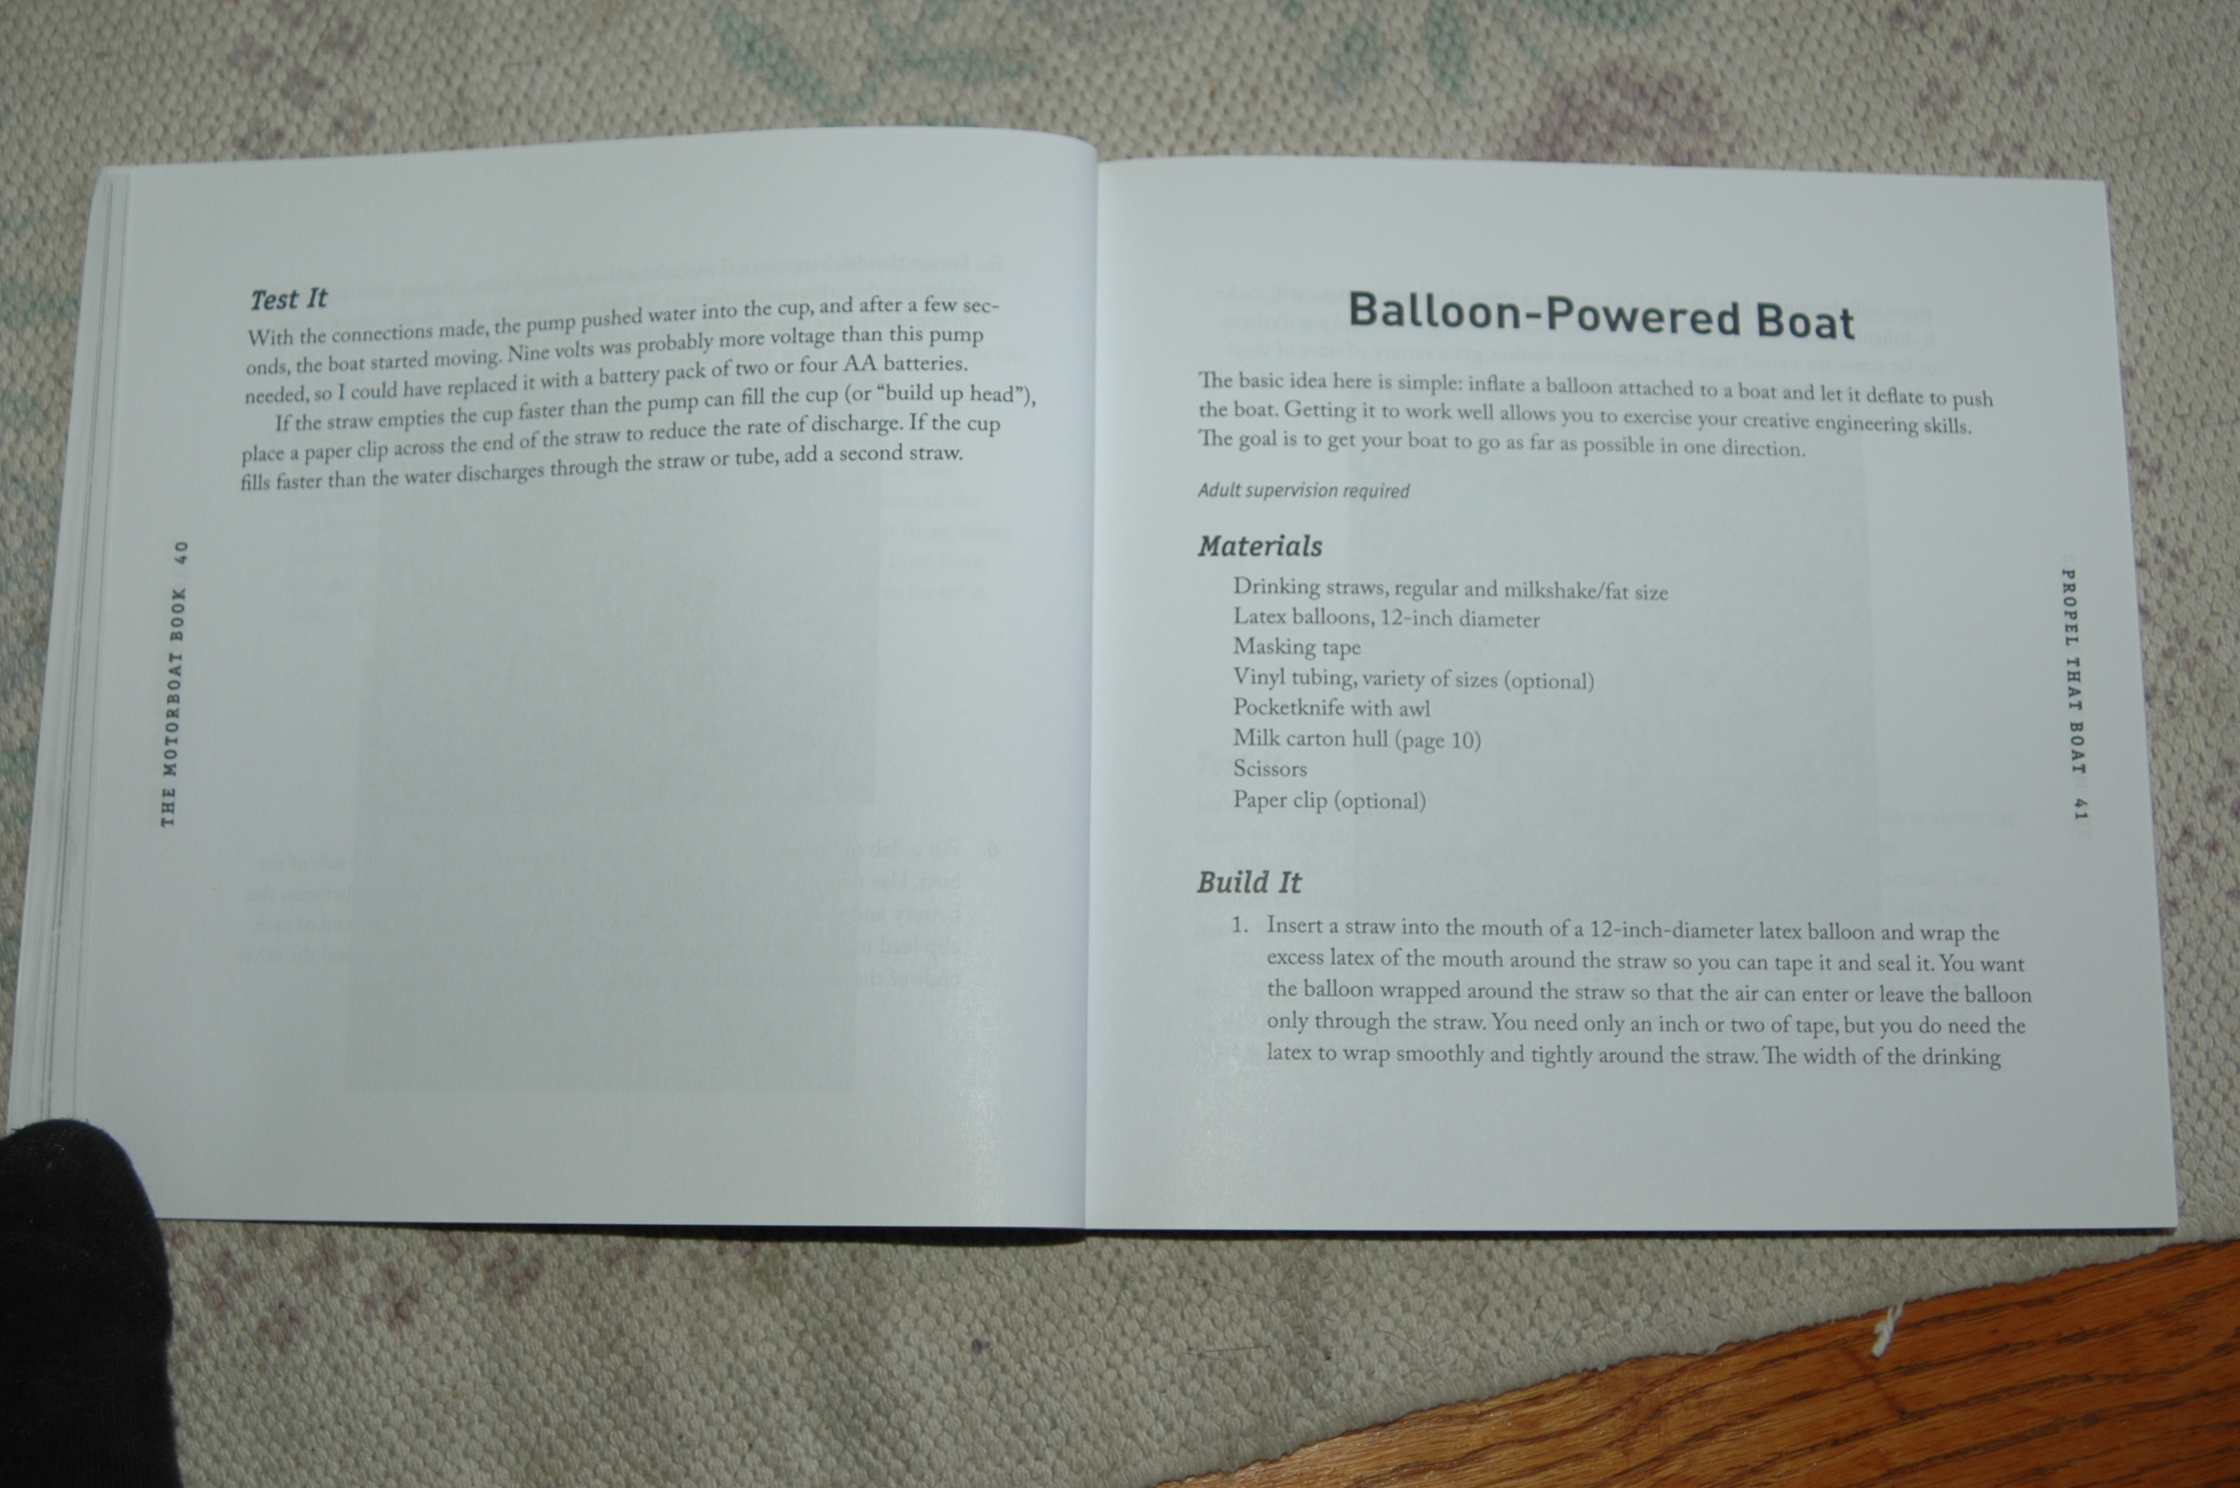 Test It
With the connections made, the pump pushed water into the cup, and after a few sec-
onds, the boat started moving. Nine volts was probably more voltage than this pump
needed, so I could have replaced it with a battery pack of two or four AA batteries.
If the straw empties the cup faster than the pump can fill the cup (or “build up head”),
place a paper clip across the end of the straw to reduce the rate of discharge. If the cup
fills faster than the water discharges through the straw or tube, add a second straw.
THE MOTORBOAT BOOK 40
Balloon-Powered Boat
The basic idea here is simple: inflate a balloon attached to a boat and let it deflate to push
the boat. Getting it to work well allows you to exercise your creative engineering skills.
The goal is to get your boat to go as far as possible in one direction.
Adult supervision required
Materials
Drinking straws, regular and milkshake/fat size
Latex balloons, 12-inch diameter
Masking tape
Vinyl tubing, variety of sizes (optional)
Pocketknife with awl
Milk carton hull (page 10)
Scissors
Paper clip (optional)
Build It
1. Insert a straw into the mouth of a 12-inch-diameter latex balloon and wrap the
excess latex of the mouth around the straw so you can tape it and seal it. You want
the balloon wrapped around the straw so that the air can enter or leave the balloon
only through the straw. You need only an inch or two of tape, but you do need the
latex to wrap smoothly and tightly around the straw. The width of the drinking
PROPEL THAT BOAT 41